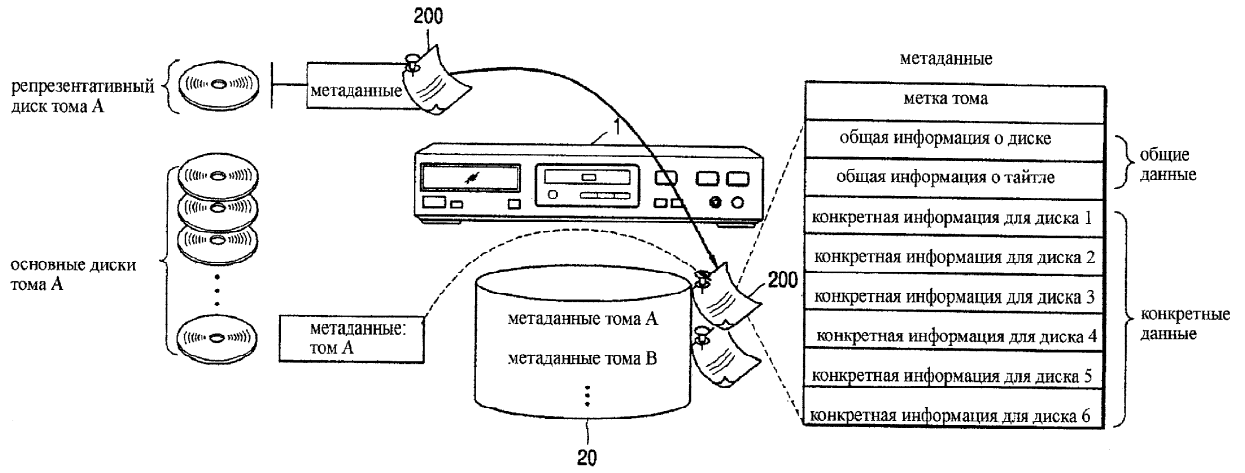 200
репрезентативный
диск тома А
метаданные
1
основные диски
тома А
метаданные:
том А
200
метаданные тома А
метаданные тома В
20
метаданные
метка тома
общая информация о диске
общая информация о тайтле
общие
данные
конкретная информация для диска 1
конкретная информация для диска 2
конкретная информация для диска 3
конкретная информация для диска 4
конкретная информация для диска 5
конкретная информация для диска 6
конкретные
данные